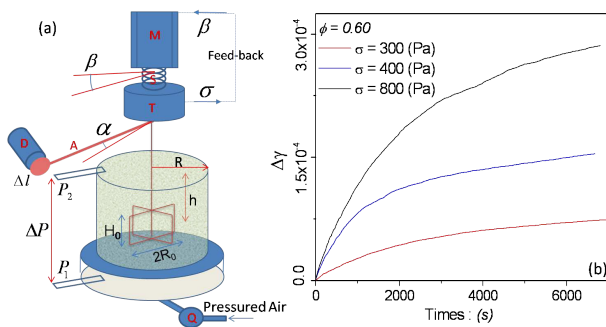 (a)
M
β
Feed-back
β
S
σ
T
D
A
α
Δl
P₂
R
h
ΔP
H₀
2R₀
P₁
Pressured Air
Q
ϕ = 0.60
σ = 300 (Pa)
σ = 400 (Pa)
σ = 800 (Pa)
3.0x10⁻⁴
1.5x10⁻⁴
0.0
Δγ
0 2000 4000 6000
Times : (s)
(b)